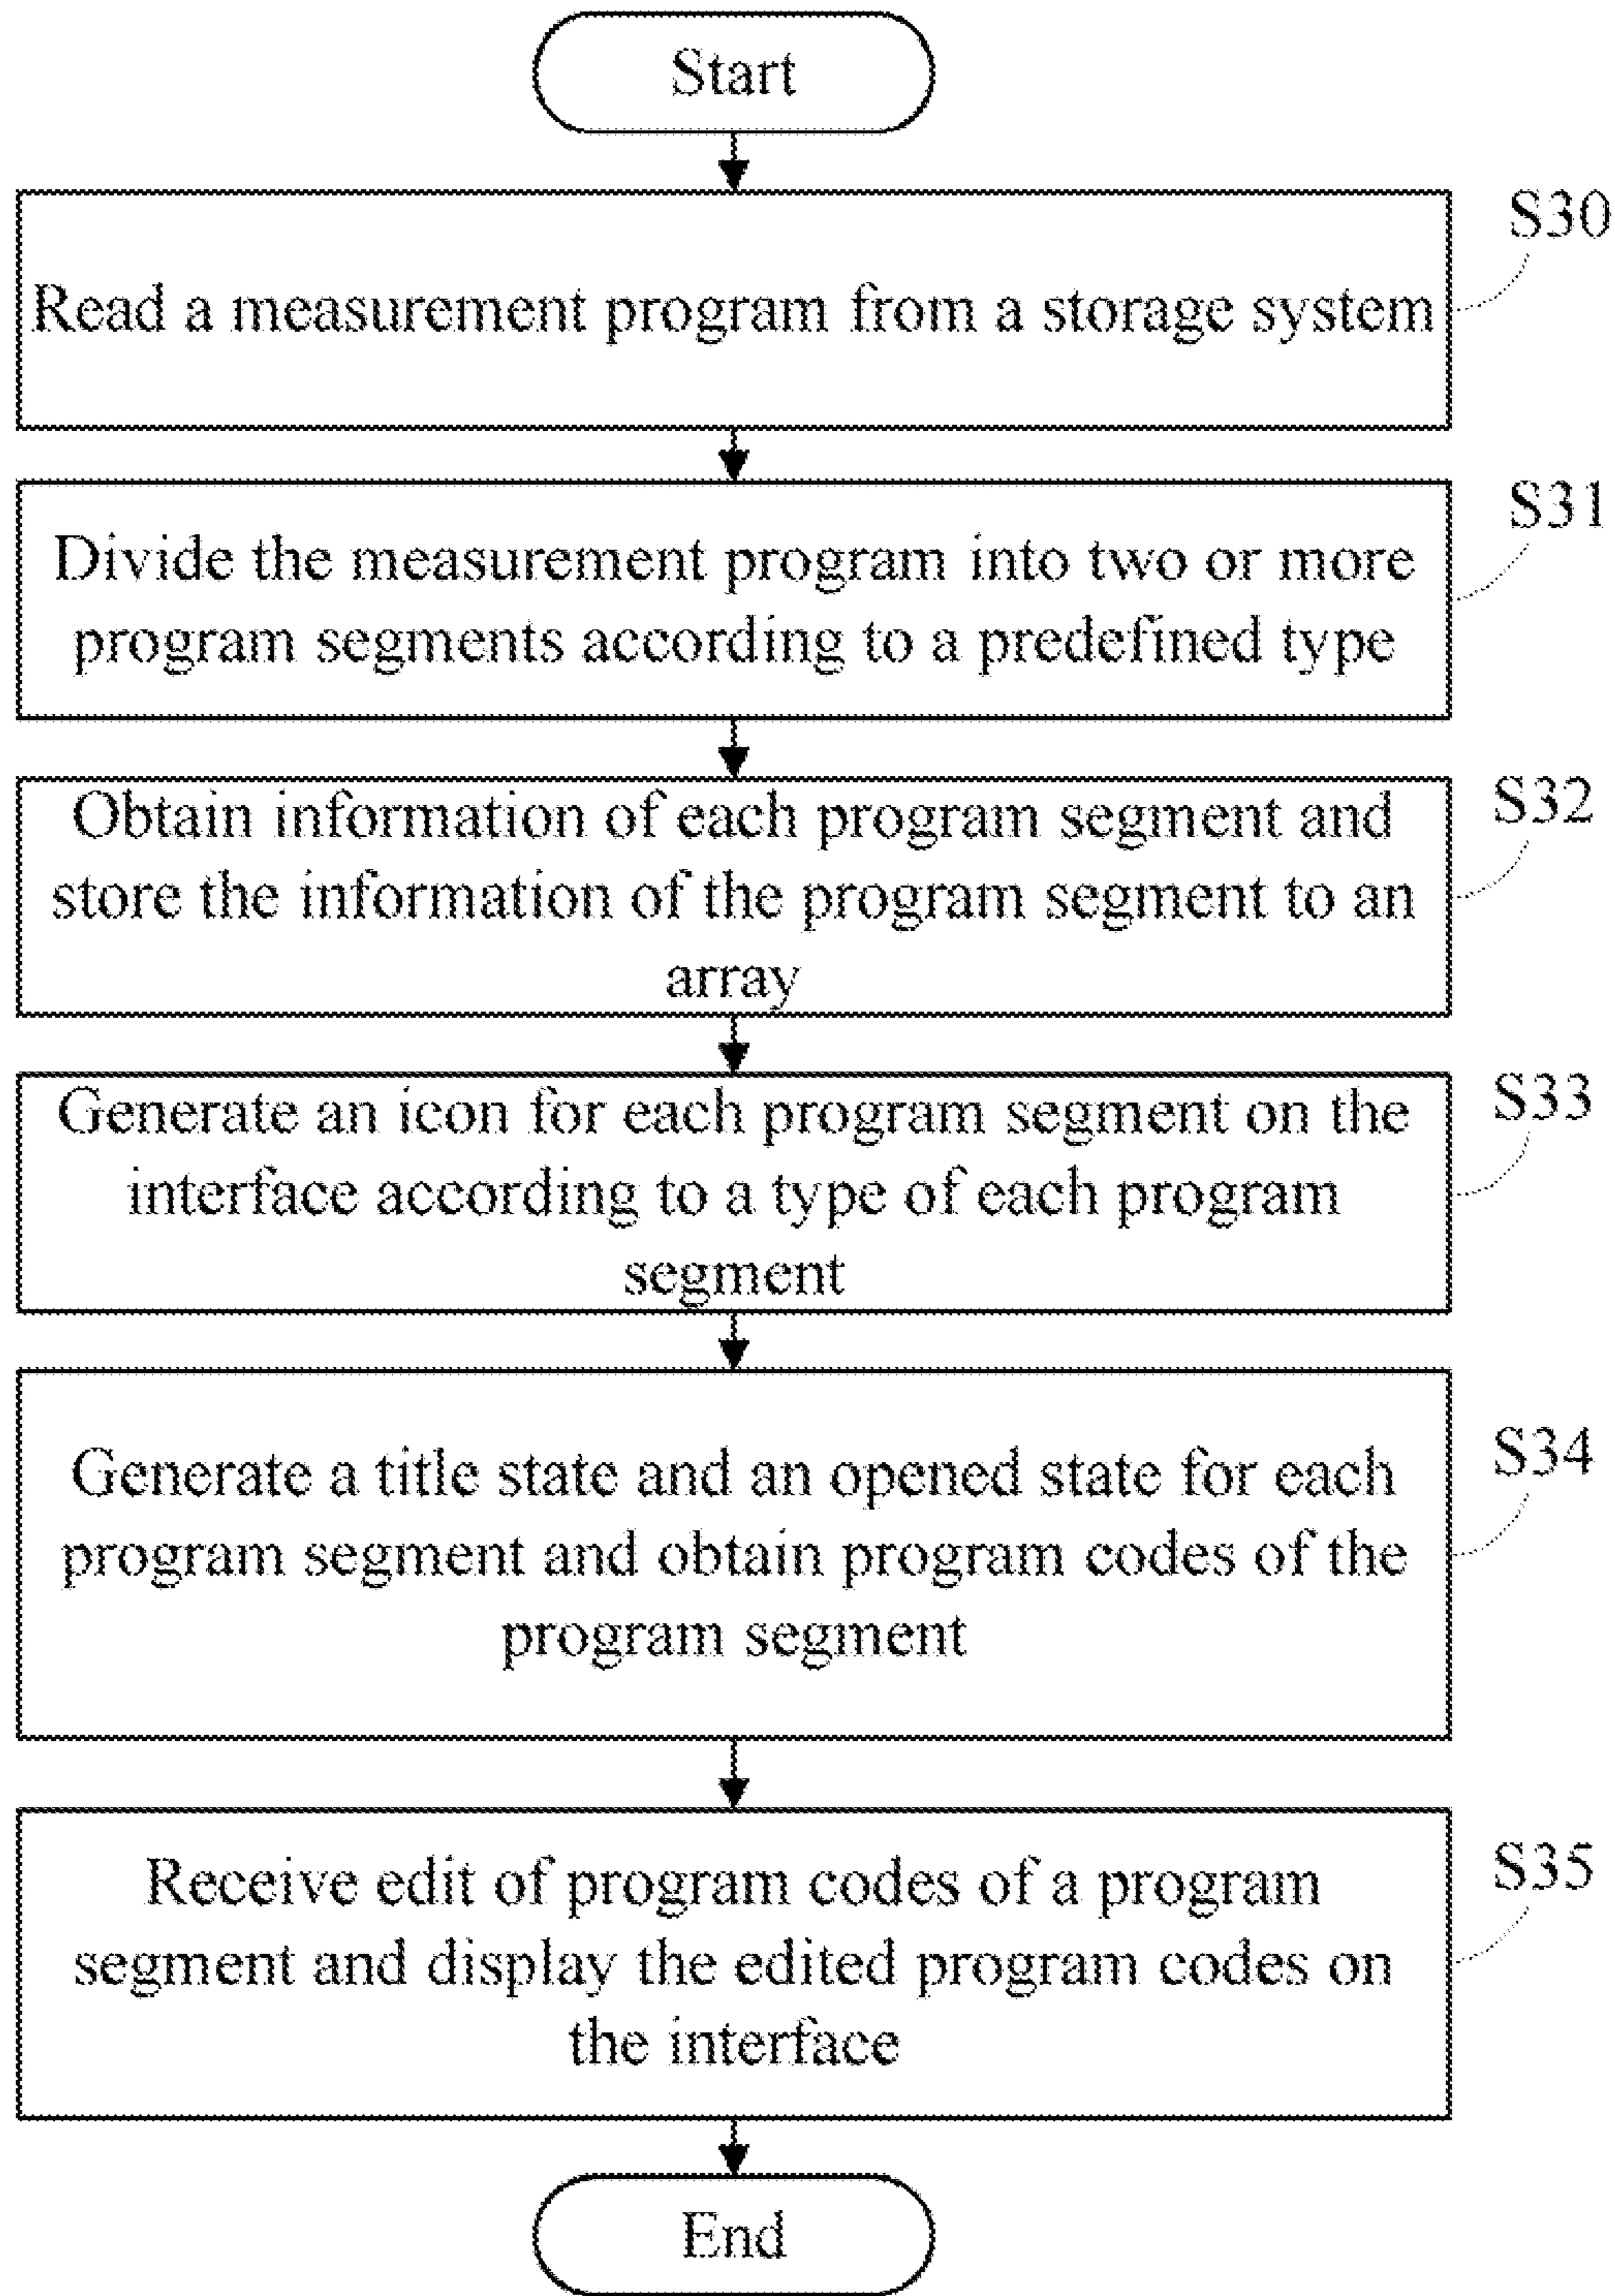 Start
S30
Read a measurement program from a storage system
S31
Divide the measurement program into two or more
program segments according to a predefined type
S32
Obtain information of each program segment and
store the information of the program segment to an
array
S33
Generate an icon for each program segment on the
interface according to a type of each program
segment
S34
Generate a title state and an opened state for each
program segment and obtain program codes of the
program segment
S35
Receive edit of program codes of a program
segment and display the edited program codes on
the interface
End